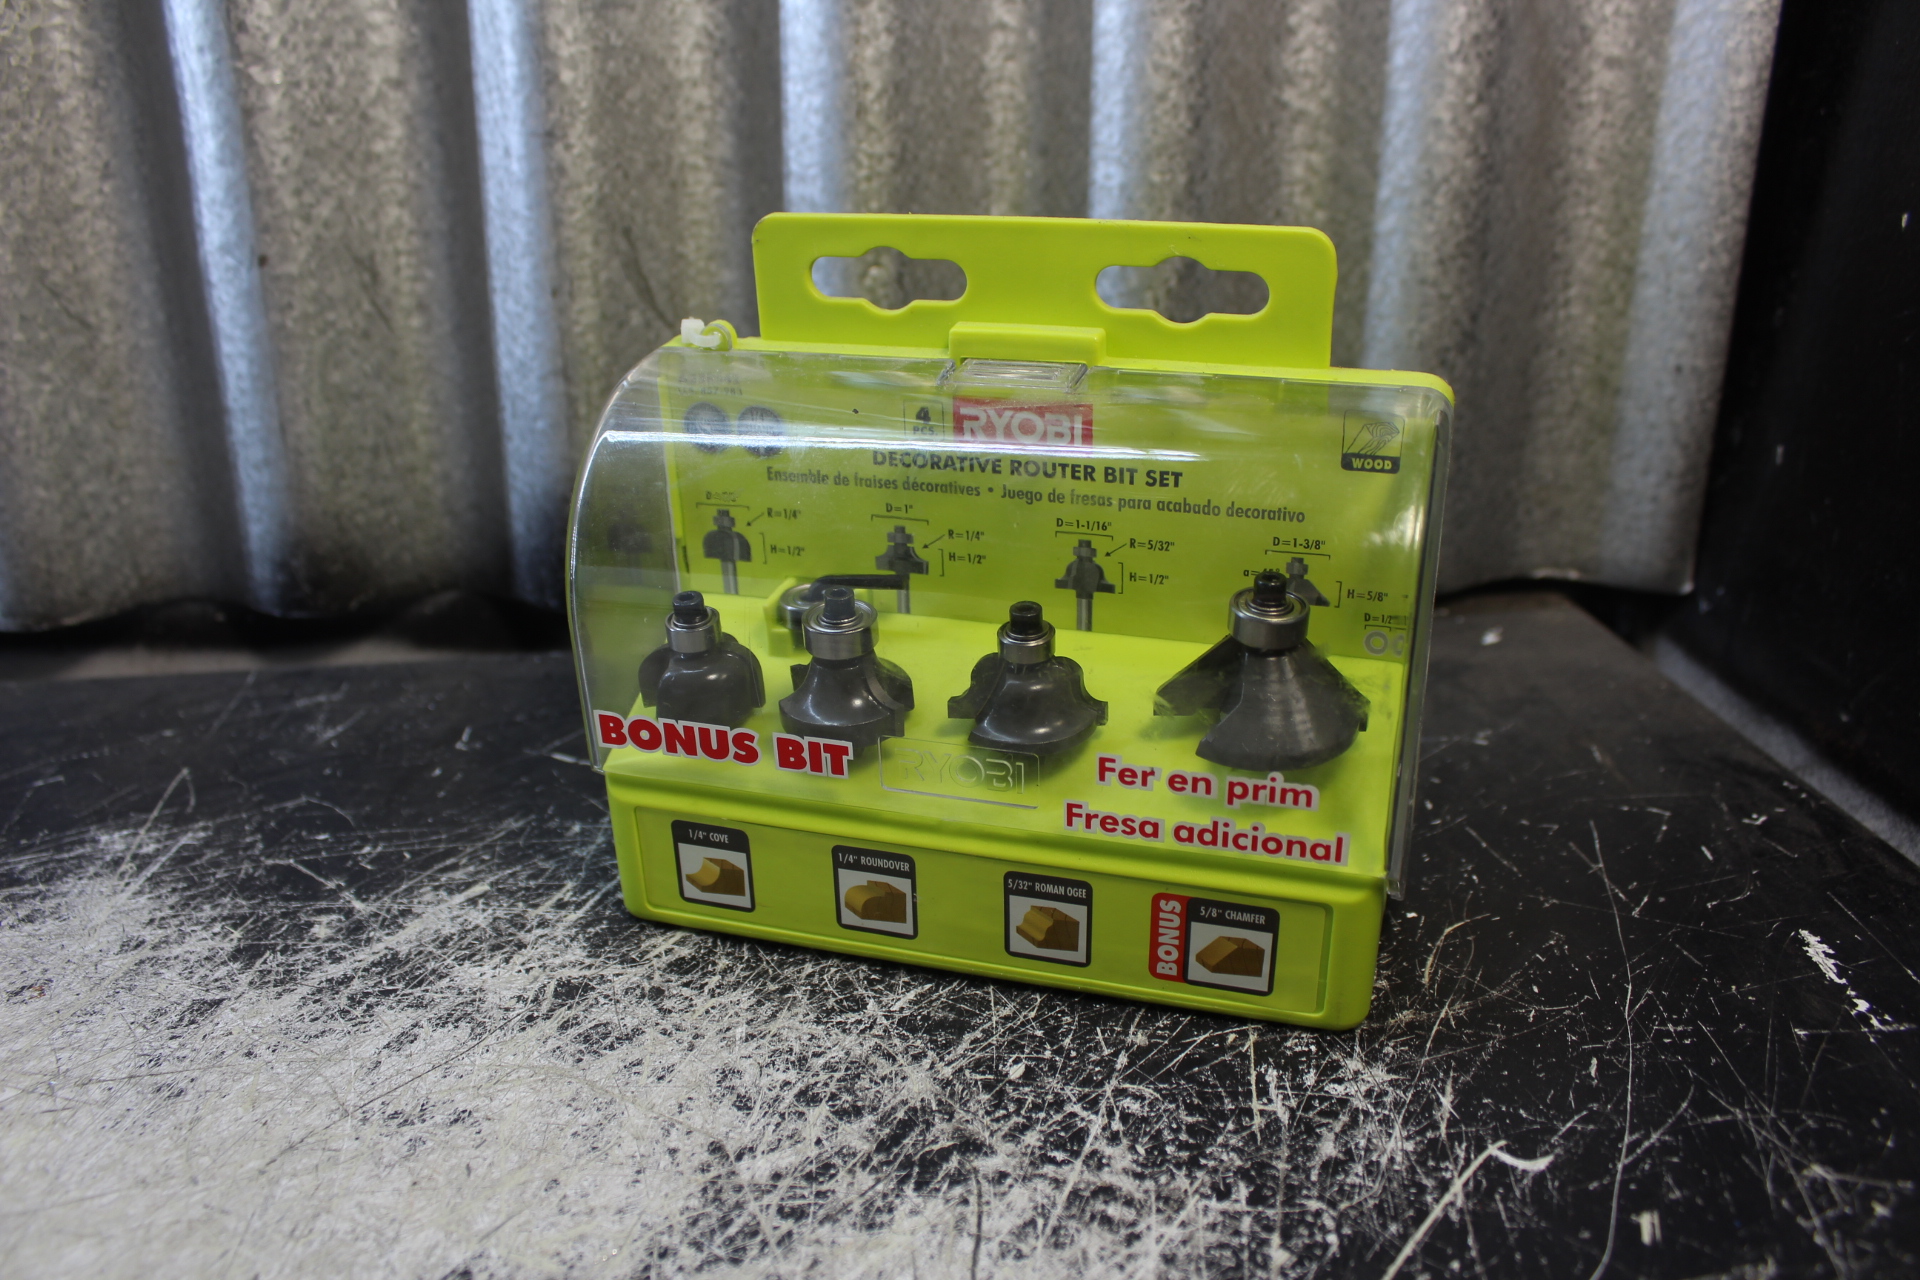 4 PCS
RYOBI
DECORATIVE ROUTER BIT SET
Ensemble de fraises décoratives • Juego de fresas para acabado decorativo
WOOD
R=1/4"
H=1/2"
D=1"
R=1/4"
H=1/2"
D=1-1/16"
R=5/32"
H=1/2"
D=1-3/8"
H=5/8"
D=1/2"
BONUS BIT
RYOBI
Fer en prim
Fresa adicional
1/4" COVE
1/4" ROUNDOVER
5/32" ROMAN OGEE
BONUS
5/8" CHAMFER